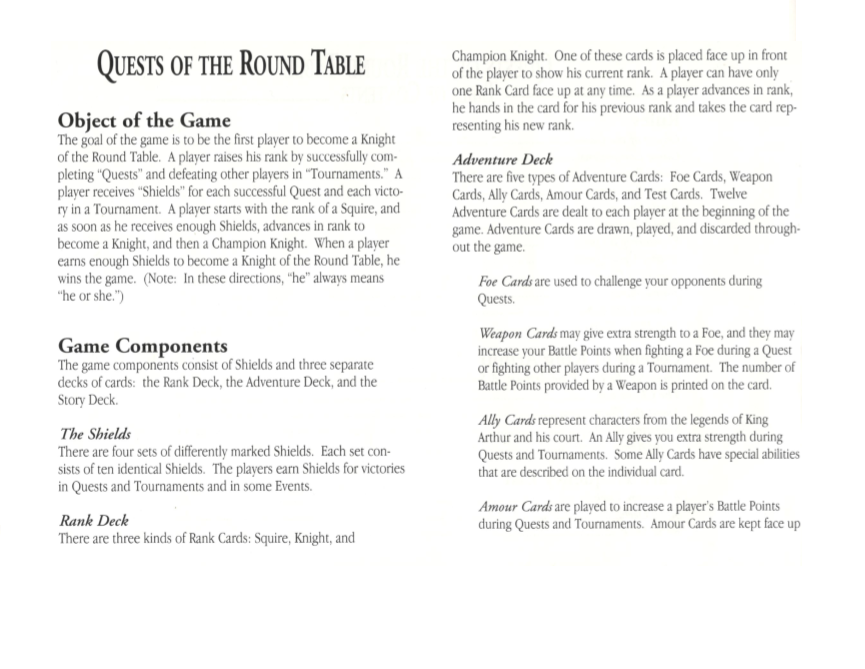 QUESTS OF THE ROUND TABLE
Object of the Game
The goal of the game is to be the first player to become a Knight
of the Round Table. A player raises his rank by successfully com-
pleting “Quests” and defeating other players in “Tournaments.” A
player receives “Shields” for each successful Quest and each victo-
ry in a Tournament. A player starts with the rank of a Squire, and
as soon as he receives enough Shields, advances in rank to
become a Knight, and then a Champion Knight. When a player
earns enough Shields to become a Knight of the Round Table, he
wins the game. (Note: In these directions, “he” always means
“he or she.”)
Game Components
The game components consist of Shields and three separate
decks of cards: the Rank Deck, the Adventure Deck, and the
Story Deck.
The Shields
There are four sets of differently marked Shields. Each set con-
sists of ten identical Shields. The players earn Shields for victories
in Quests and Tournaments and in some Events.
Rank Deck
There are three kinds of Rank Cards: Squire, Knight, and
Champion Knight. One of these cards is placed face up in front
of the player to show his current rank. A player can have only
one Rank Card face up at any time. As a player advances in rank,
he hands in the card for his previous rank and takes the card rep-
resenting his new rank.
Adventure Deck
There are five types of Adventure Cards: Foe Cards, Weapon
Cards, Ally Cards, Amour Cards, and Test Cards. Twelve
Adventure Cards are dealt to each player at the beginning of the
game. Adventure Cards are drawn, played, and discarded through-
out the game.
Foe Cards are used to challenge your opponents during
Quests.
Weapon Cards may give extra strength to a Foe, and they may
increase your Battle Points when fighting a Foe during a Quest
or fighting other players during a Tournament. The number of
Battle Points provided by a Weapon is printed on the card.
Ally Cards represent characters from the legends of King
Arthur and his court. An Ally gives you extra strength during
Quests and Tournaments. Some Ally Cards have special abilities
that are described on the individual card.
Amour Cards are played to increase a player's Battle Points
during Quests and Tournaments. Amour Cards are kept face up